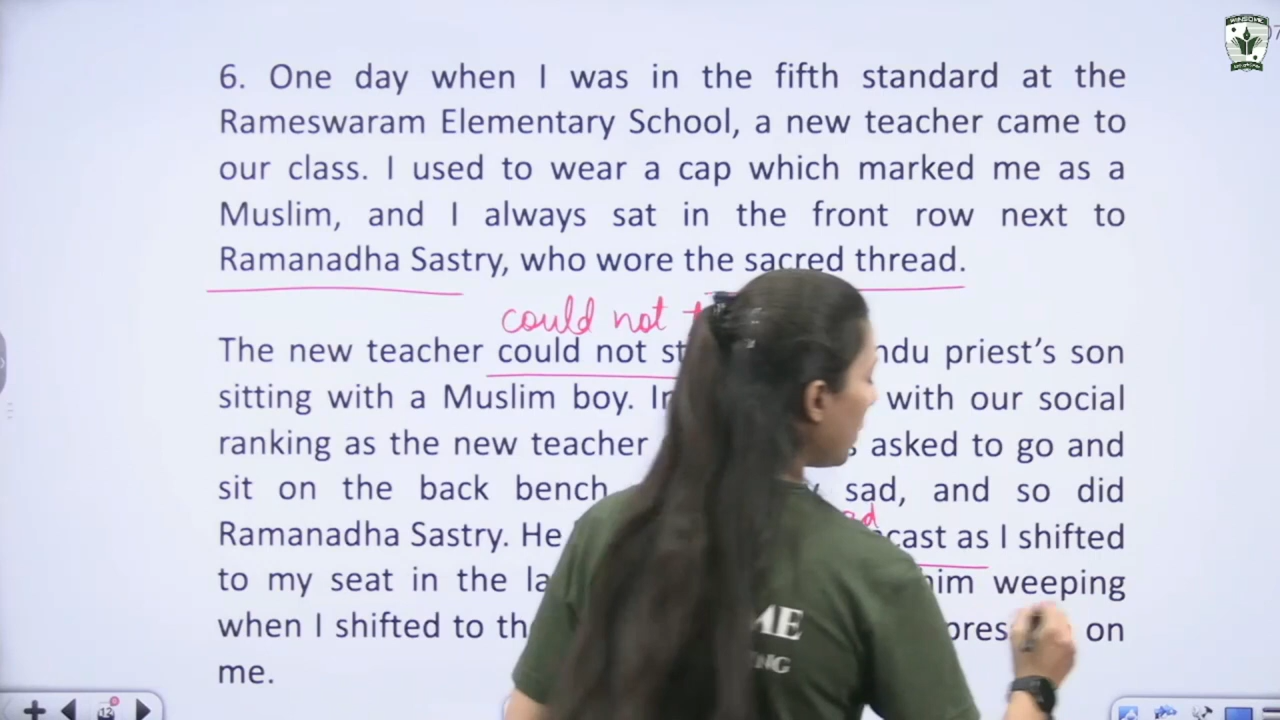 6. One day when I was in the fifth standard at the
Rameswaram Elementary School, a new teacher came to
our class. I used to wear a cap which marked me as a
Muslim, and I always sat in the front row next to
Ramanadha Sastry, who wore the sacred thread.
could not
The new teacher could not st ndu priest’s son
sitting with a Muslim boy. In with our social
ranking as the new teacher asked to go and
sit on the back bench sad, and so did
Ramanadha Sastry. He cast as I shifted
to my seat in the la him weeping
when I shifted to th pres on
me.
WINSOME
ME
NG
12